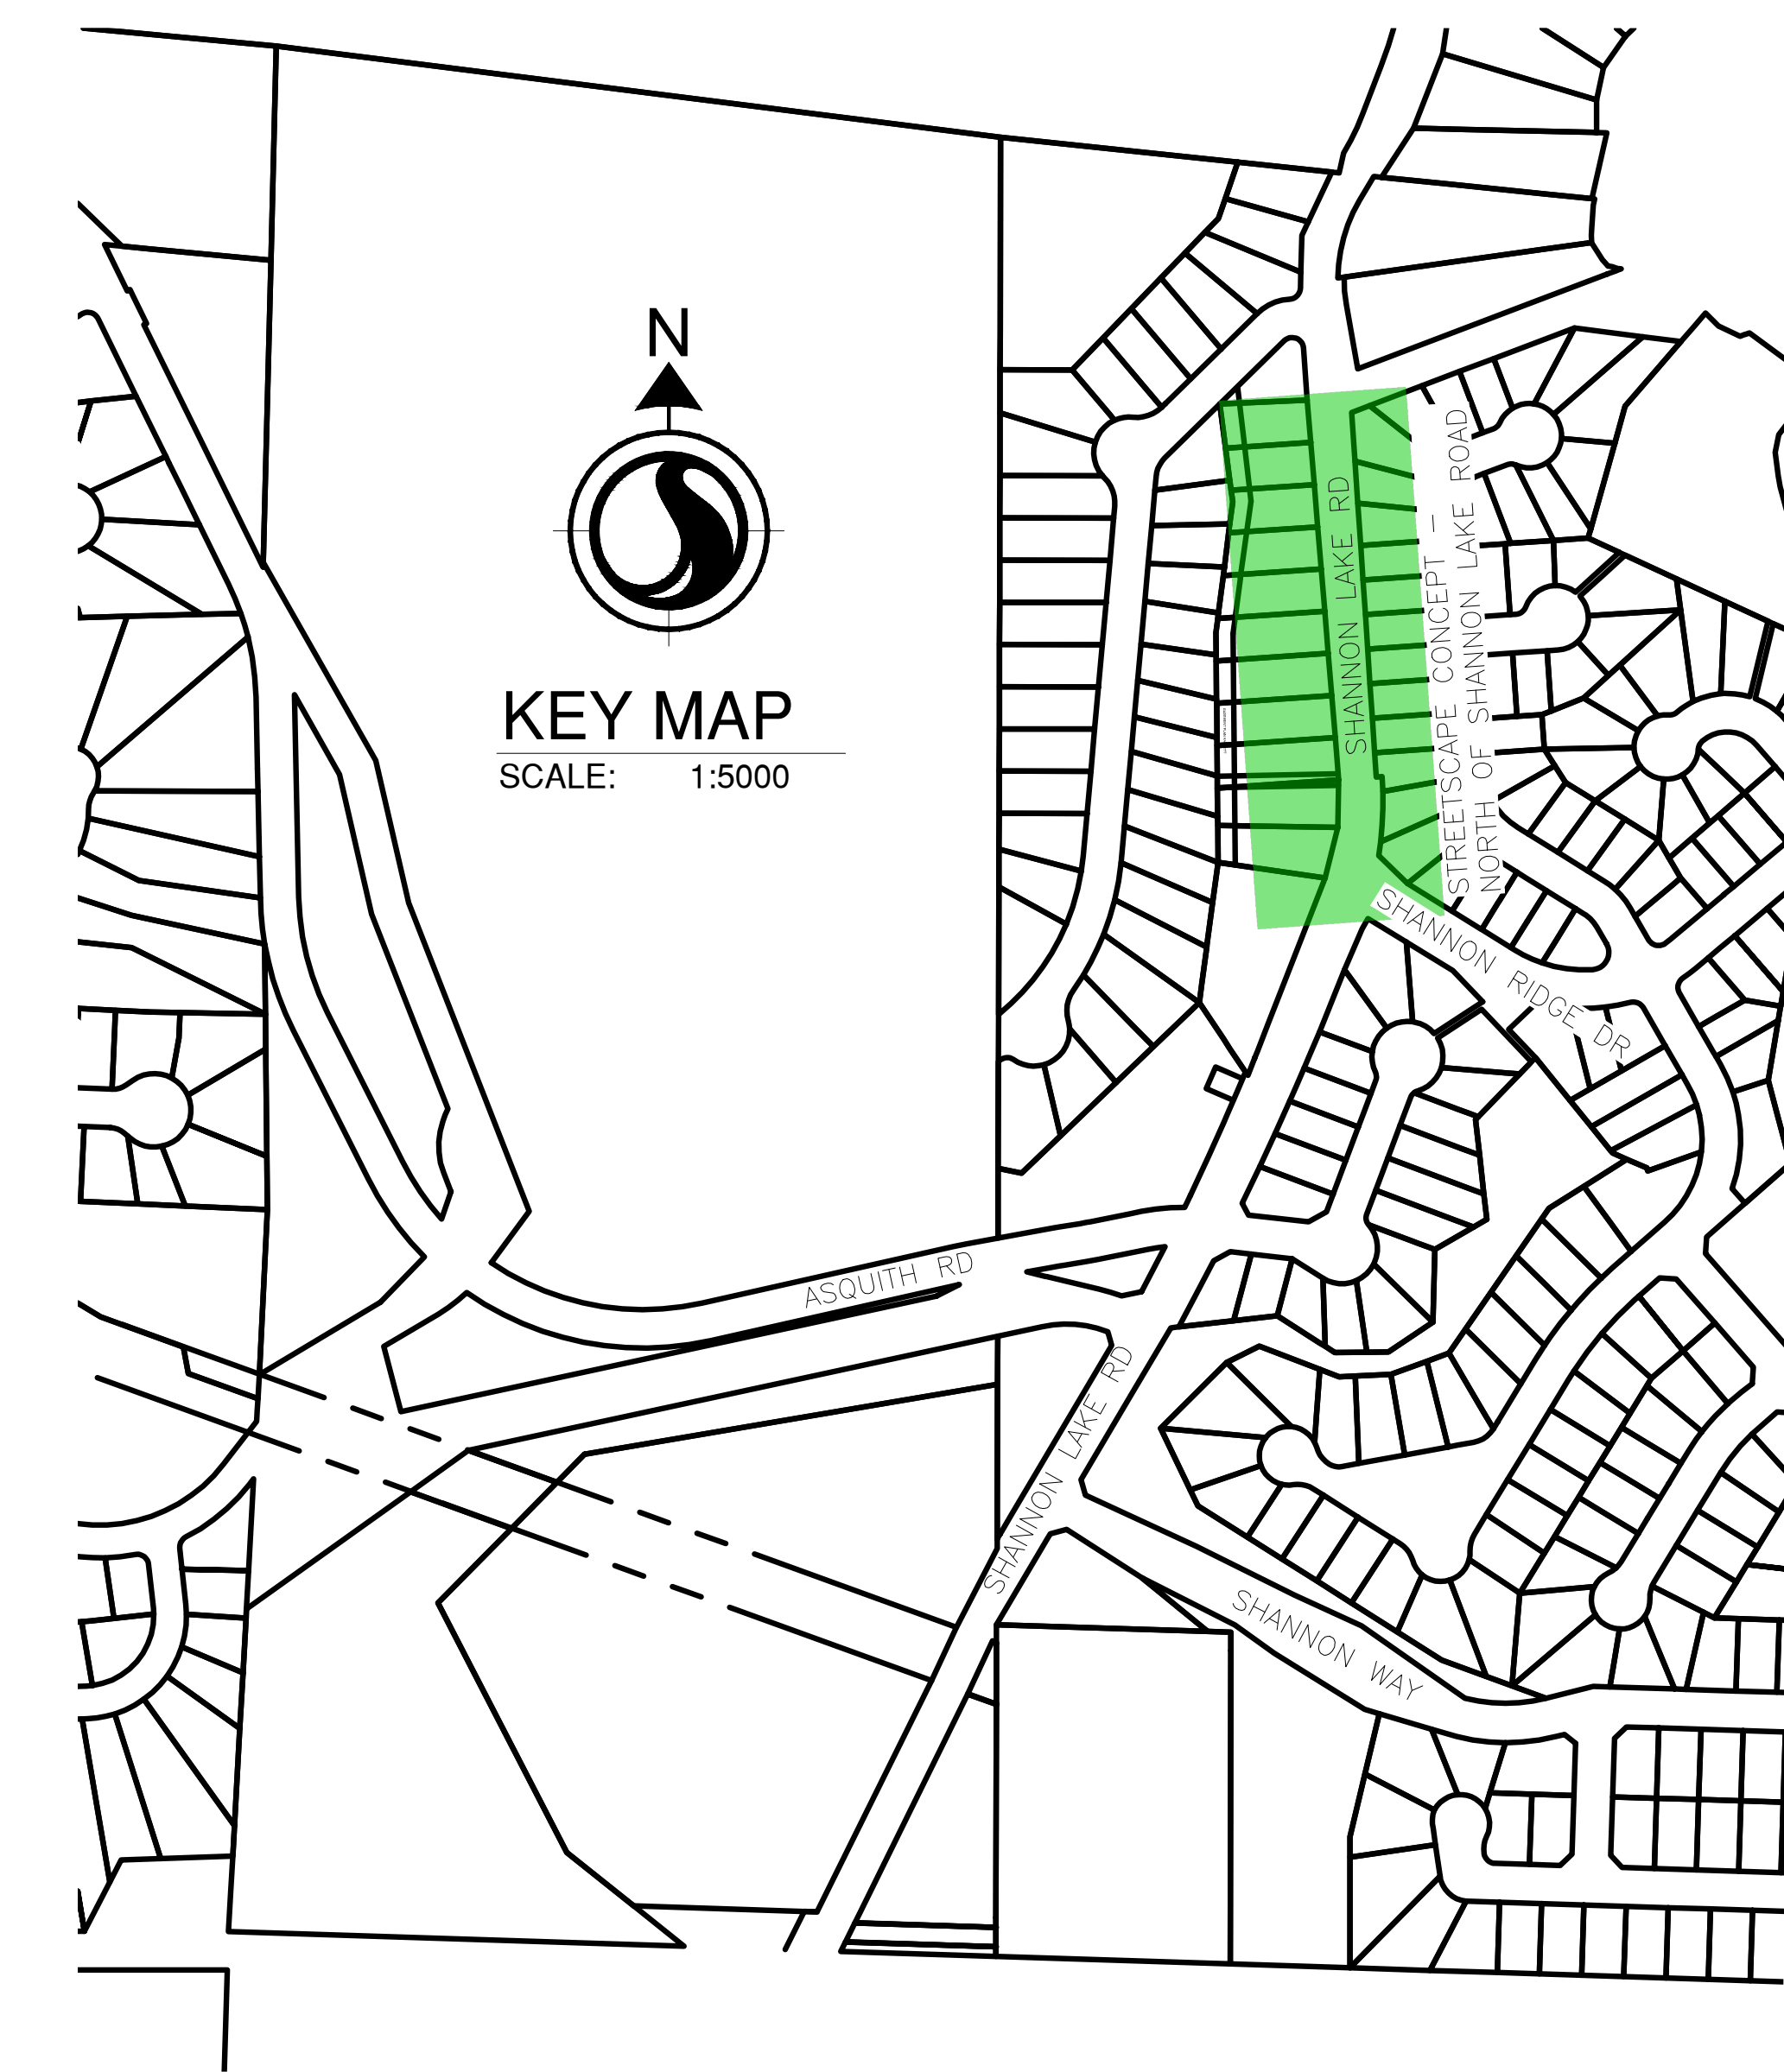 N
KEY MAP
SCALE: 1:5000
SHANNON LAKE RD
STREETSCAPE CONCEPT –
NORTH OF SHANNON LAKE ROAD
SHANNON RIDGE DR
ASQUITH RD
SHANNON LAKE RD
SHANNON WAY